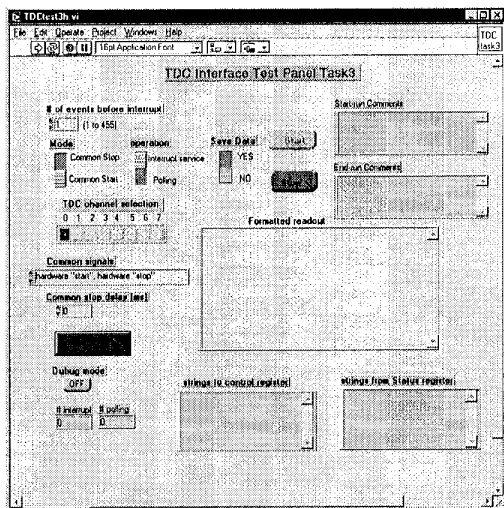 TDCtest3h.vi
File Edit Operate Project Windows Help
16pt Application Font
TDC
task3
TDC Interface Test Panel Task3
# of events before interrupt
1 (1 to 455)
Mode
Common Stop
Common Start
operation
Interrupt service
Polling
Save Data
YES
NO
Start
Start-run Comments
End-run Comments
TDC channel selection
0 1 2 3 4 5 6 7
Formatted readout
Common signals
hardware "start", hardware "stop"
Common stop delay (ms)
0
Dubug mode
OFF
# interrupt # polling
0 0
strings to control register
strings from Status register